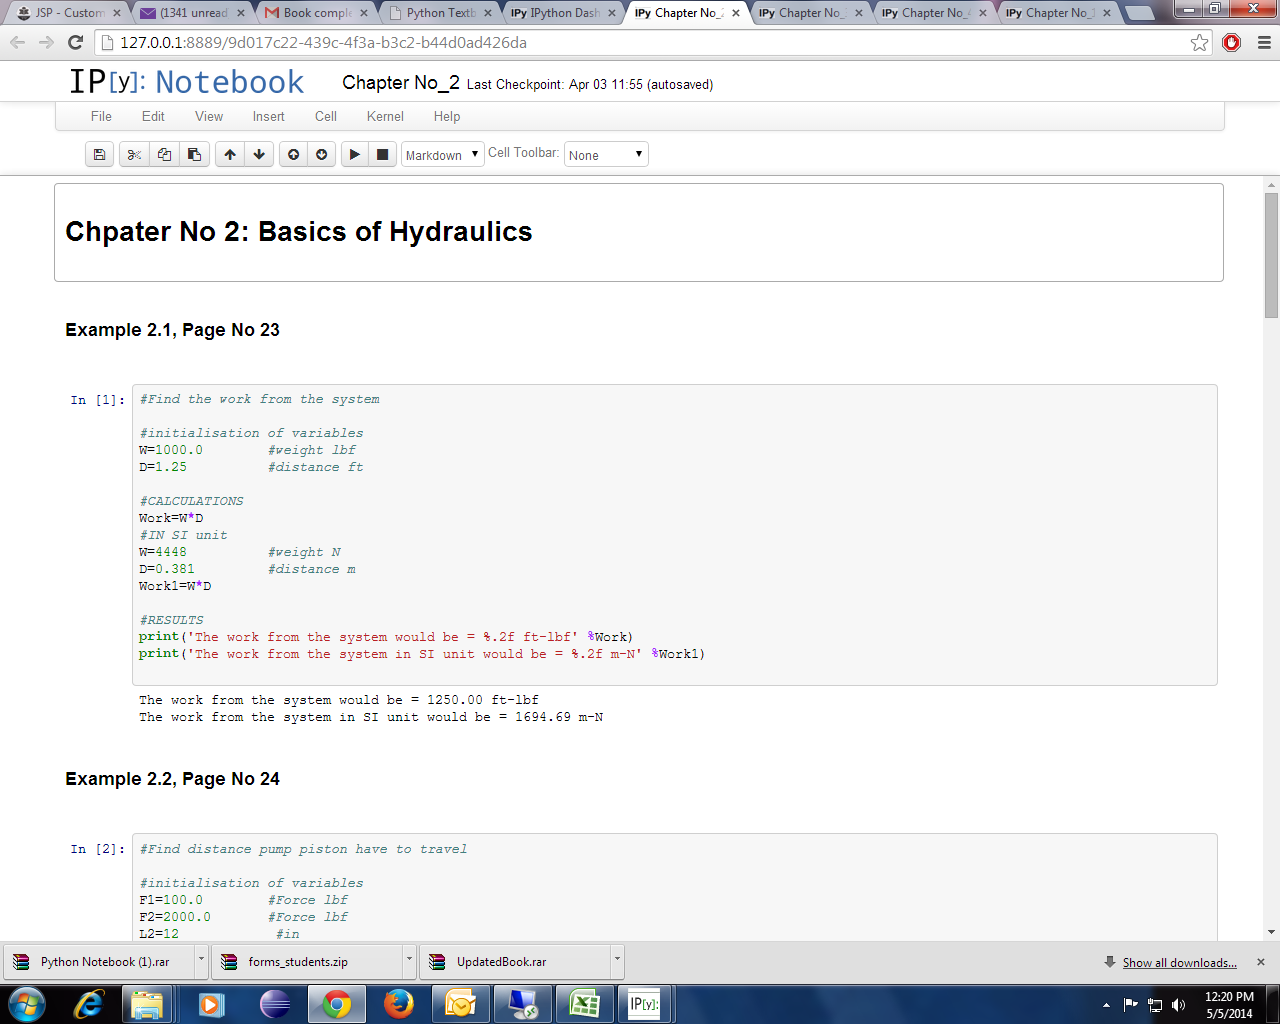 JSP - Custom
(1341 unread
Book comple
Python Textb
IPy IPython Dash
IPy Chapter No_2
IPy Chapter No_
IPy Chapter No_
IPy Chapter No_
127.0.0.1:8889/9d017c22-439c-4f3a-b3c2-b44d0ad426da
IP[y]: Notebook
Chapter No_2 Last Checkpoint: Apr 03 11:55 (autosaved)
File Edit View Insert Cell Kernel Help
Markdown Cell Toolbar: None
Chpater No 2: Basics of Hydraulics
Example 2.1, Page No 23
In [1]:
#Find the work from the system
#initialisation of variables
W=1000.0 #weight lbf
D=1.25 #distance ft
#CALCULATIONS
Work=W*D
#IN SI unit
W=4448 #weight N
D=0.381 #distance m
Work1=W*D
#RESULTS
print('The work from the system would be = %.2f ft-lbf' %Work)
print('The work from the system in SI unit would be = %.2f m-N' %Work1)
The work from the system would be = 1250.00 ft-lbf
The work from the system in SI unit would be = 1694.69 m-N
Example 2.2, Page No 24
In [2]:
#Find distance pump piston have to travel
#initialisation of variables
F1=100.0 #Force lbf
F2=2000.0 #Force lbf
L2=12 #in
Python Notebook (1).rar
forms_students.zip
UpdatedBook.rar
Show all downloads...
IP[y]:
12:20 PM
5/5/2014